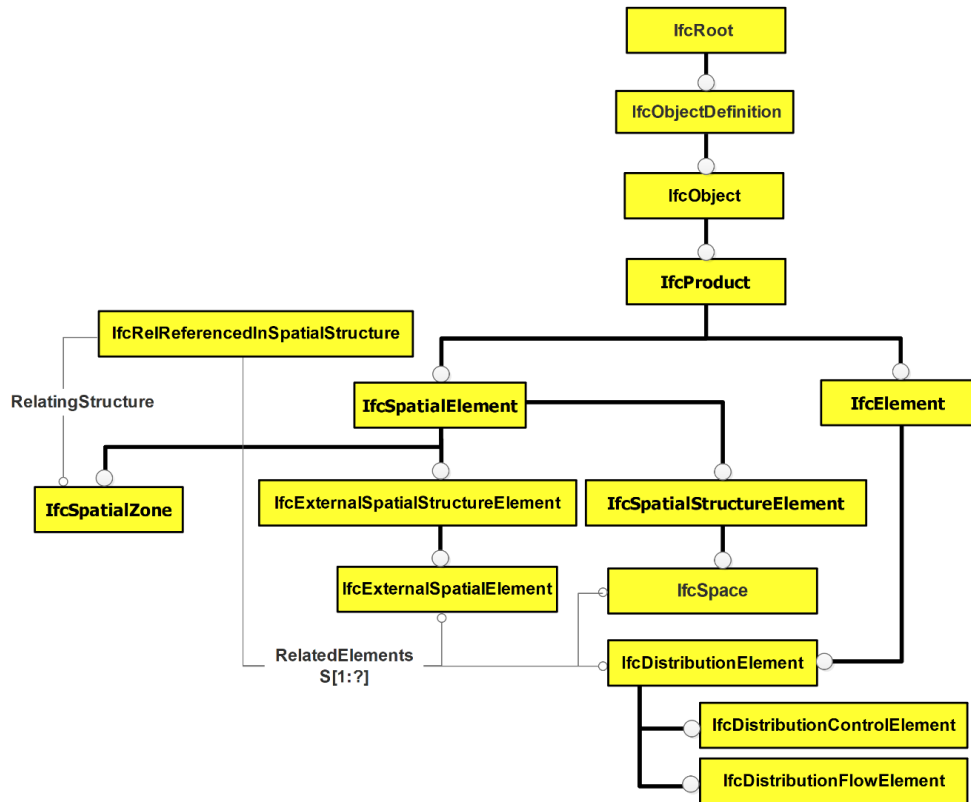 IfcRoot
IfcObjectDefinition
IfcObject
IfcProduct
IfcRelReferencedInSpatialStructure
RelatingStructure
IfcSpatialElement
IfcElement
IfcSpatialZone
IfcExternalSpatialStructureElement
IfcSpatialStructureElement
IfcExternalSpatialElement
IfcSpace
RelatedElements
S[1:?]
IfcDistributionElement
IfcDistributionControlElement
IfcDistributionFlowElement